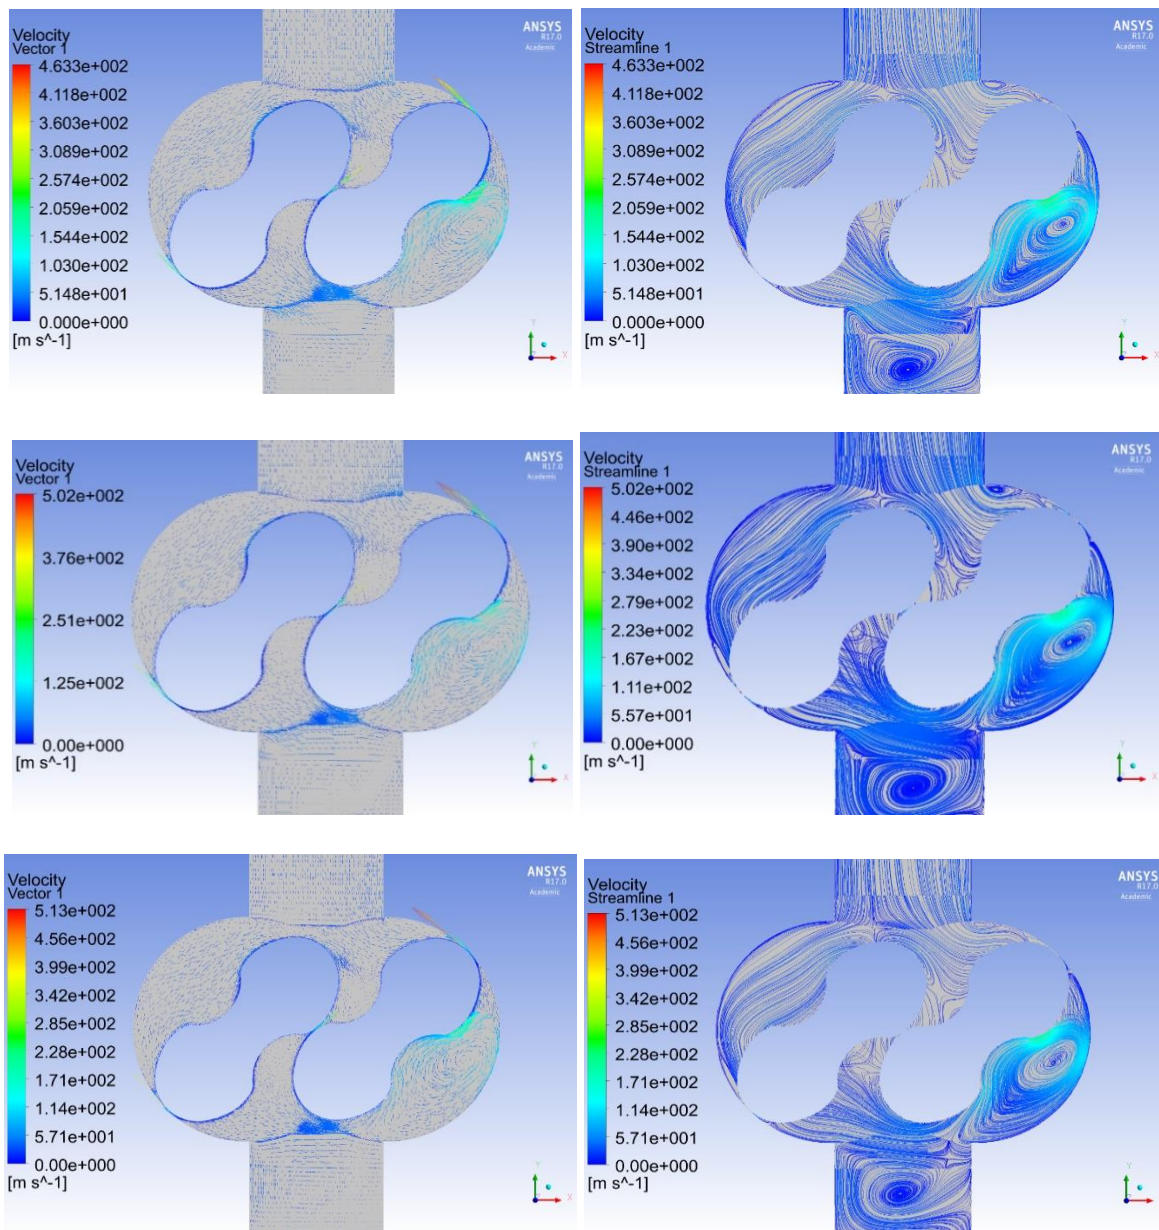 Velocity
Vector 1
4.633e+002
4.118e+002
3.603e+002
3.089e+002
2.574e+002
2.059e+002
1.544e+002
1.030e+002
5.148e+001
0.000e+000
[m s^-1]
ANSYS
R17.0
Academic
Y
X
Velocity
Streamline 1
4.633e+002
4.118e+002
3.603e+002
3.089e+002
2.574e+002
2.059e+002
1.544e+002
1.030e+002
5.148e+001
0.000e+000
[m s^-1]
ANSYS
R17.0
Academic
Y
X
Velocity
Vector 1
5.02e+002
3.76e+002
2.51e+002
1.25e+002
0.00e+000
[m s^-1]
ANSYS
R17.0
Academic
Y
X
Velocity
Streamline 1
5.02e+002
4.46e+002
3.90e+002
3.34e+002
2.79e+002
2.23e+002
1.67e+002
1.11e+002
5.57e+001
0.00e+000
[m s^-1]
ANSYS
R17.0
Academic
Y
X
Velocity
Vector 1
5.13e+002
4.56e+002
3.99e+002
3.42e+002
2.85e+002
2.28e+002
1.71e+002
1.14e+002
5.71e+001
0.00e+000
[m s^-1]
ANSYS
R17.0
Academic
Y
X
Velocity
Streamline 1
5.13e+002
4.56e+002
3.99e+002
3.42e+002
2.85e+002
2.28e+002
1.71e+002
1.14e+002
5.71e+001
0.00e+000
[m s^-1]
ANSYS
R17.0
Academic
Y
X